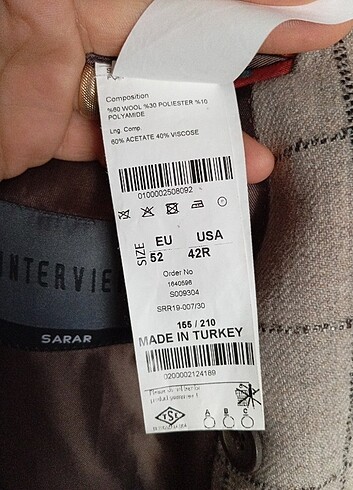 Composition
%60 WOOL %30 POLIESTER %10
POLYAMIDE
Lng. Comp.
60% ACETATE 40% VISCOSE
0100002508092
SIZE
EU USA
52 42R
Order No
1640596
S009304
SRR19-007/30
155 / 210
MADE IN TURKEY
0200002124189
TSE
A B C
INTERVIE
SARAR